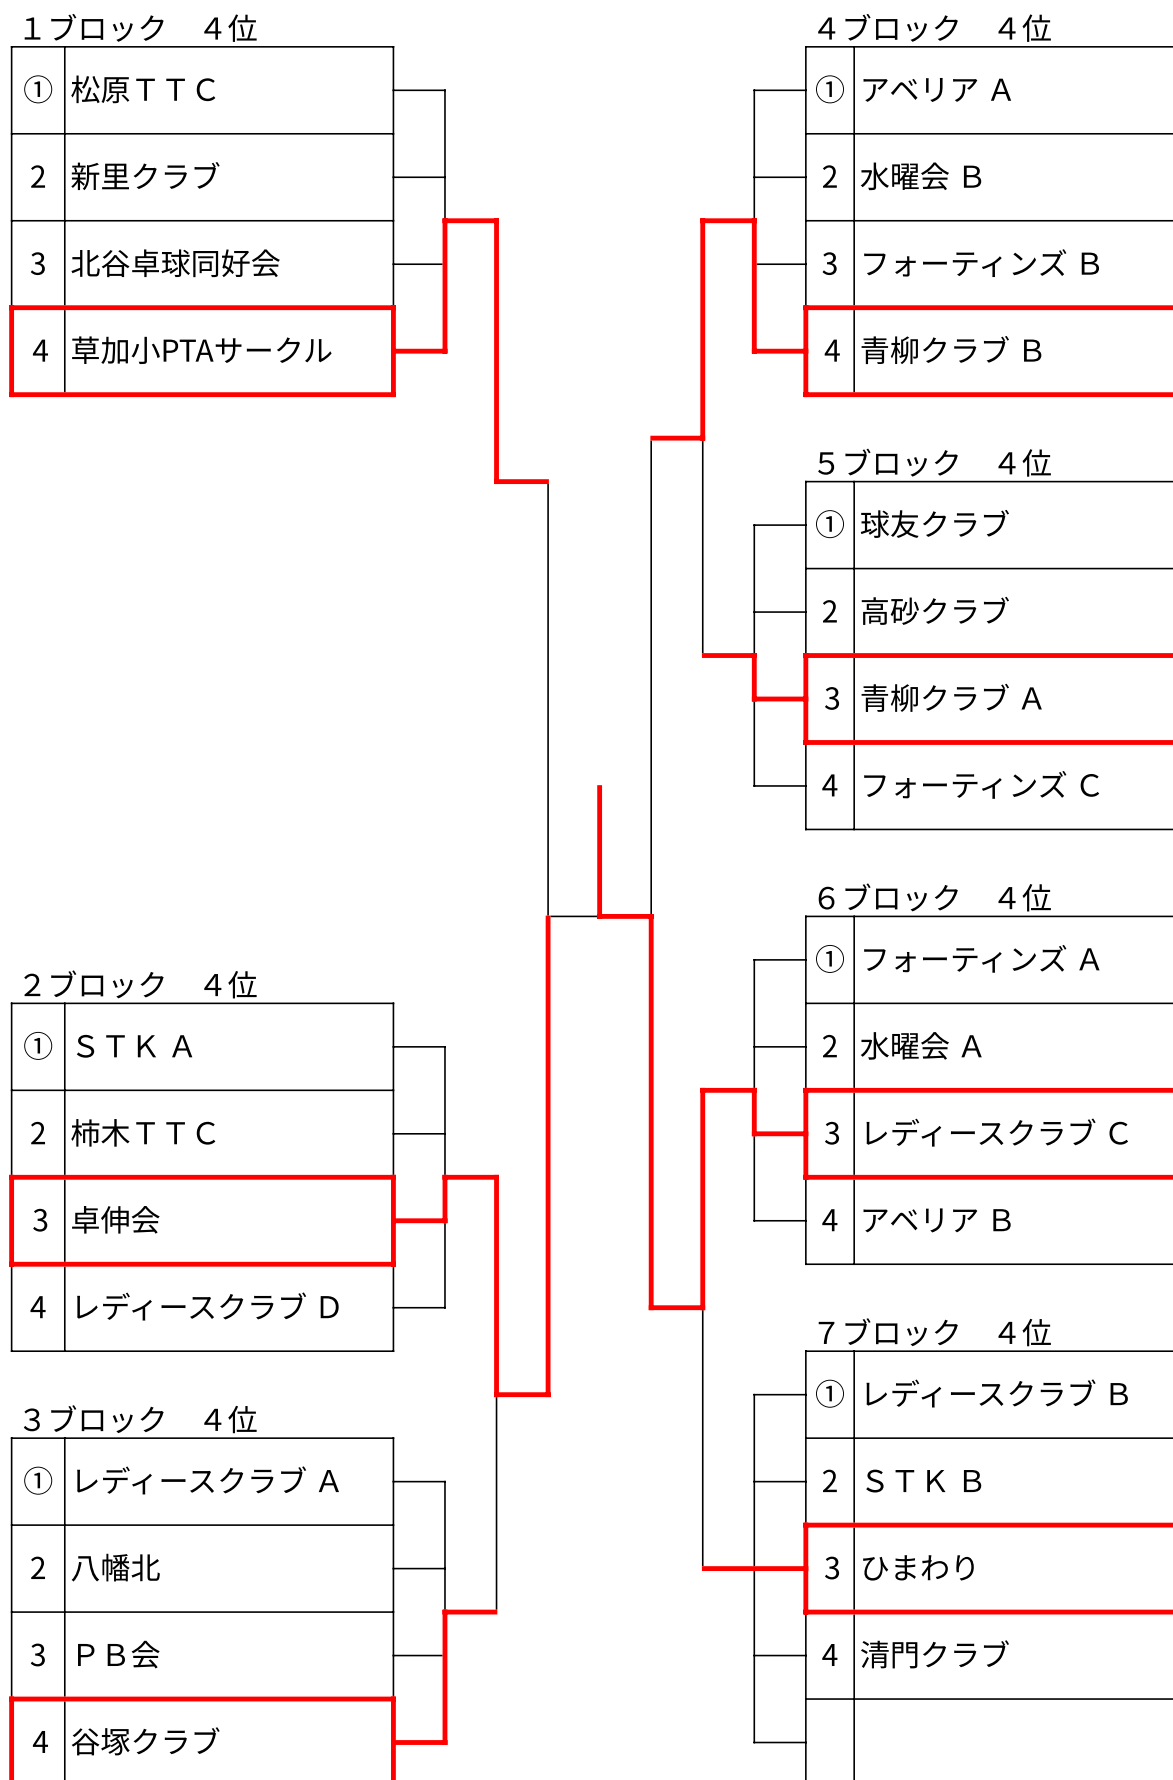 １ブロック　４位
① 松原ＴＴＣ
2 新里クラブ
3 北谷卓球同好会
4 草加小PTAサークル
２ブロック　４位
① ＳＴＫ Ａ
2 柿木ＴＴＣ
3 卓伸会
4 レディースクラブ Ｄ
３ブロック　４位
① レディースクラブ Ａ
2 八幡北
3 ＰＢ会
4 谷塚クラブ
４ブロック　４位
① アベリア Ａ
2 水曜会 Ｂ
3 フォーティンズ Ｂ
4 青柳クラブ Ｂ
５ブロック　４位
① 球友クラブ
2 高砂クラブ
3 青柳クラブ Ａ
4 フォーティンズ Ｃ
６ブロック　４位
① フォーティンズ Ａ
2 水曜会 Ａ
3 レディースクラブ Ｃ
4 アベリア Ｂ
７ブロック　４位
① レディースクラブ Ｂ
2 ＳＴＫ Ｂ
3 ひまわり
4 清門クラブ